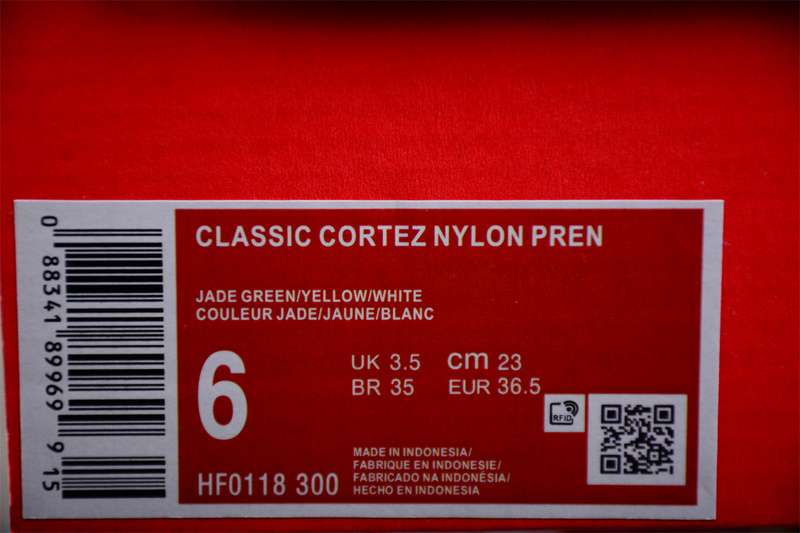 CLASSIC CORTEZ NYLON PREN
JADE GREEN/YELLOW/WHITE
COULEUR JADE/JAUNE/BLANC
6
UK 3.5 cm 23
BR 35 EUR 36.5
RFID
HF0118 300
MADE IN INDONESIA/
FABRIQUE EN INDONESIE/
FABRICADO NA INDONÉSIA/
HECHO EN INDONESIA
0 88341 89969 9 15